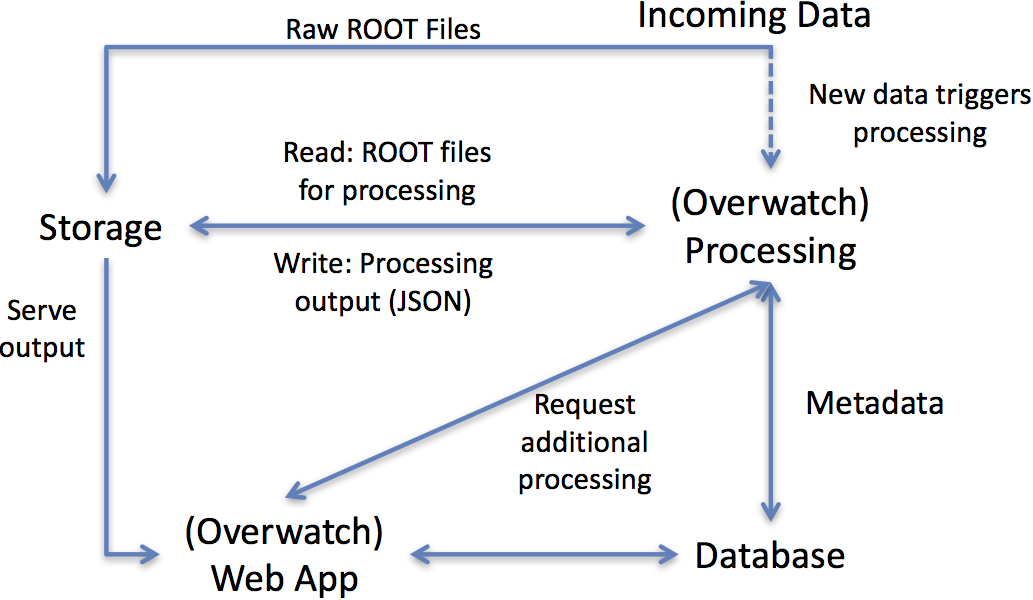 Incoming Data
Raw ROOT Files
New data triggers
processing
Read: ROOT files
for processing
(Overwatch)
Processing
Storage
Write: Processing
output (JSON)
Serve
output
Request
additional
processing
Metadata
(Overwatch)
Web App
Database